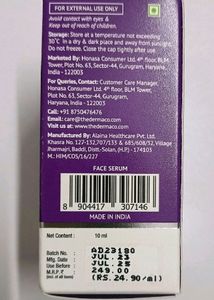 FOR EXTERNAL USE ONLY
Avoid contact with eyes &
Keep out of reach of children.
Storage: Store at a temperature not exceeding
30°C in a dry & dark place and away from sunlight.
Do not freeze. Close the cap tightly after use.
Marketed By: Honasa Consumer Ltd. 4th floor, BLM
Tower, Plot No. 63, Sector-44, Gurugram, Haryana,
India - 122003
For Queries, Contact: Customer Care Manager,
Honasa Consumer Ltd. 4th floor, BLM Tower,
Plot No. 63, Sector-44, Gurugram,
Haryana, India - 122003
Call: +91 8750476476
Email: care@thedermaco.com
Visit us: www.thedermaco.com
Mfg. By: Alaina Healthcare Pvt. Ltd.
Khasra No. 127-132,707/133 & 685/608/32, Village
Jharmajri, Baddi, Distt.-Solan, (H.P.) - 174103
M.L: HIM/COS/16/227
FACE SERUM
8 904417 307146
MADE IN INDIA
Net Content : 10 ml
Batch No. : AD23180
Mfg. Date : JUL. 23
Use Before : JUL. 25
M.R.P. ₹ 249.00
(Incl. of all taxes) (RS. 24.90/ml)